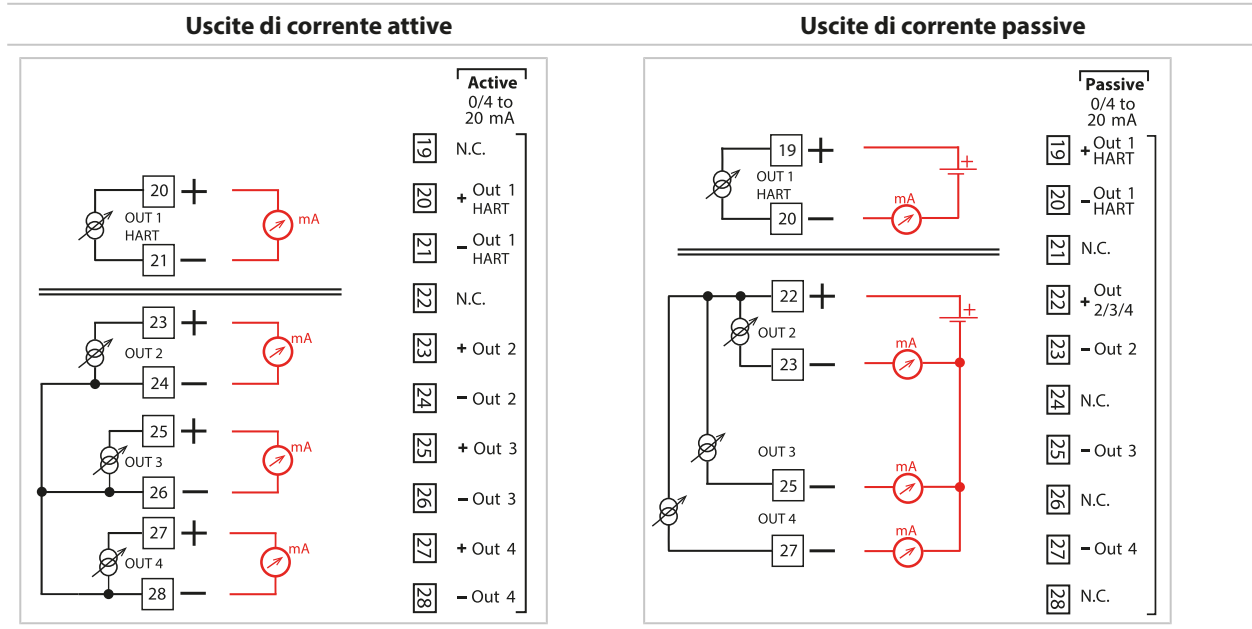 Uscite di corrente attive
Uscite di corrente passive
Active
0/4 to
20 mA
20 +
OUT 1
HART
21 −
mA
23 +
OUT 2
24 −
mA
25 +
OUT 3
26 −
mA
27 +
OUT 4
28 −
mA
19 N.C.
20 + Out 1
HART
21 − Out 1
HART
22 N.C.
23 + Out 2
24 − Out 2
25 + Out 3
26 − Out 3
27 + Out 4
28 − Out 4
Passive
0/4 to
20 mA
19 +
OUT 1
HART
20 −
mA
+
22 +
OUT 2
23 −
mA
+
OUT 3
25 −
mA
OUT 4
27 −
mA
19 + Out 1
HART
20 − Out 1
HART
21 N.C.
22 + Out
2/3/4
23 − Out 2
24 N.C.
25 − Out 3
26 N.C.
27 − Out 4
28 N.C.